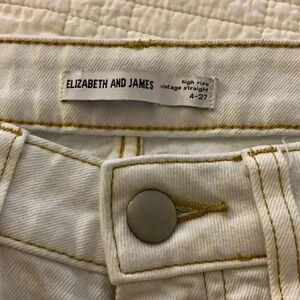 ELIZABETH AND JAMES
high rise
vintage straight
4-27